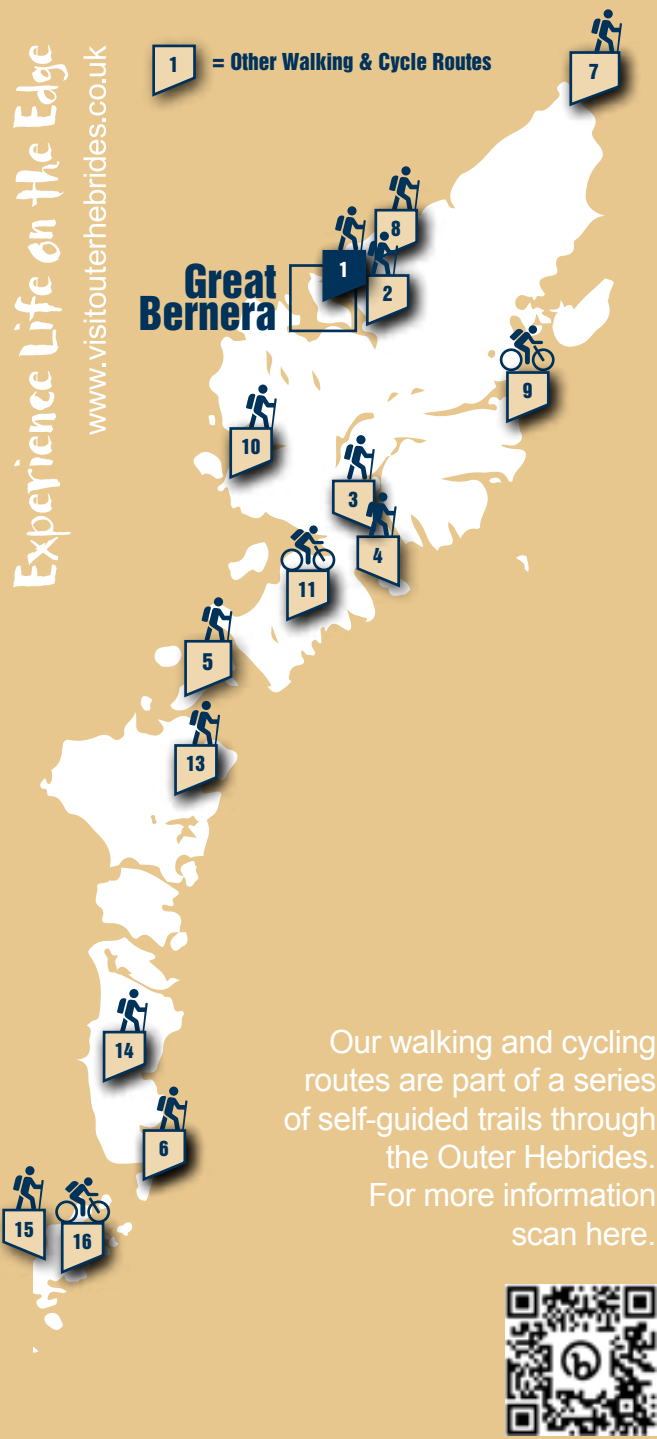 Experience Life on the Edge
www.visitouterhebrides.co.uk
1 = Other Walking & Cycle Routes
7
8
1
2
Great
Bernera
9
10
3
4
11
5
13
14
6
15
16
Our walking and cycling
routes are part of a series
of self-guided trails through
the Outer Hebrides.
For more information
scan here.
b